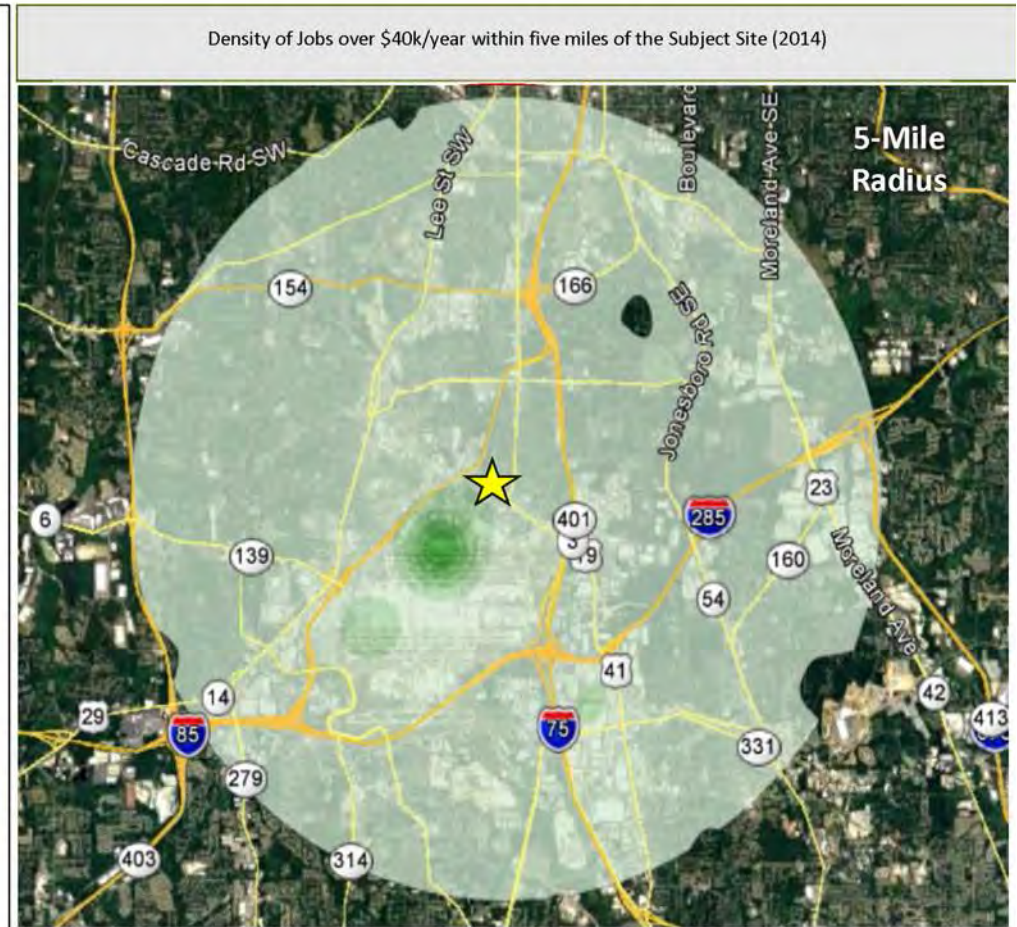 Density of Jobs over $40k/year within five miles of the Subject Site (2014)
5-Mile
Radius
Cascade Rd SW
Lee St SW
Boulevard
Moreland Ave SE
154
166
Jonesboro Rd SE
23
6
401
3
19
285
139
160
54
Moreland Ave
41
14
42
29
85
75
413
331
279
403
314